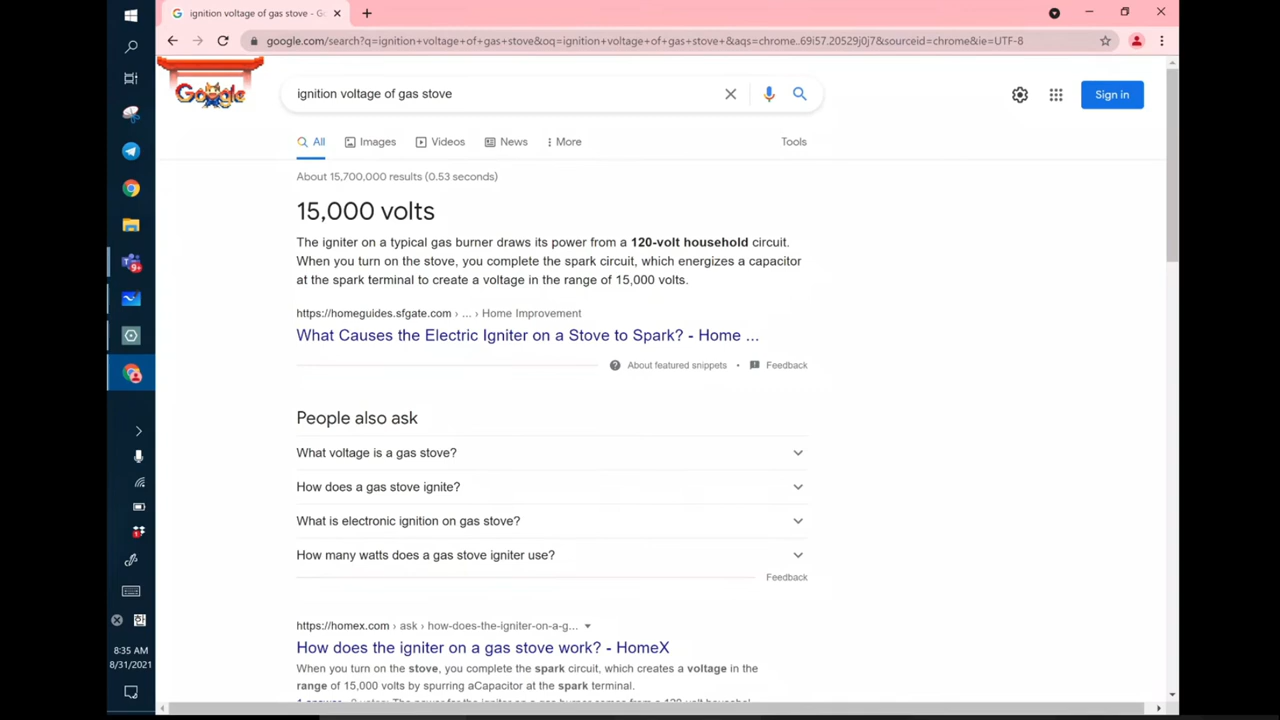 ignition voltage of gas stove - Go
google.com/search?q=ignition+voltage+of+gas+stove&oq=ignition+voltage+of+gas+stove+&aqs=chrome..69i57.20529j0j7&sourceid=chrome&ie=UTF-8
Google
ignition voltage of gas stove
Sign in
All
Images
Videos
News
More
Tools
About 15,700,000 results (0.53 seconds)
15,000 volts
The igniter on a typical gas burner draws its power from a 120-volt household circuit.
When you turn on the stove, you complete the spark circuit, which energizes a capacitor
at the spark terminal to create a voltage in the range of 15,000 volts.
https://homeguides.sfgate.com › ... › Home Improvement
What Causes the Electric Igniter on a Stove to Spark? - Home ...
About featured snippets • Feedback
People also ask
What voltage is a gas stove?
How does a gas stove ignite?
What is electronic ignition on gas stove?
How many watts does a gas stove igniter use?
Feedback
https://homex.com › ask › how-does-the-igniter-on-a-g...
How does the igniter on a gas stove work? - HomeX
When you turn on the stove, you complete the spark circuit, which creates a voltage in the
range of 15,000 volts by spurring aCapacitor at the spark terminal.
9+
1
8:35 AM
8/31/2021